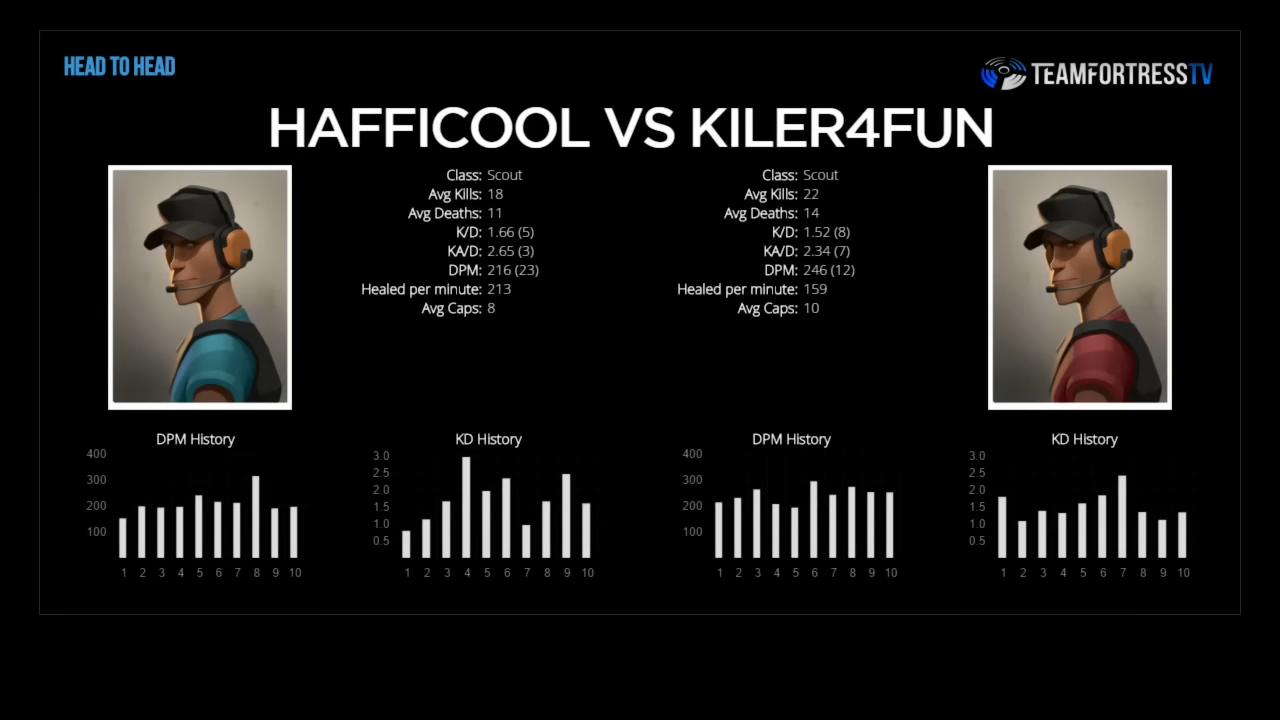 HEAD TO HEAD
TEAMFORTRESSTV
HAFFICOOL VS KILER4FUN
Class: Scout
Avg Kills: 18
Avg Deaths: 11
K/D: 1.66 (5)
KA/D: 2.65 (3)
DPM: 216 (23)
Healed per minute: 213
Avg Caps: 8
Class: Scout
Avg Kills: 22
Avg Deaths: 14
K/D: 1.52 (8)
KA/D: 2.34 (7)
DPM: 246 (12)
Healed per minute: 159
Avg Caps: 10
DPM History
400
300
200
100
1 2 3 4 5 6 7 8 9 10
KD History
3.0
2.5
2.0
1.5
1.0
0.5
1 2 3 4 5 6 7 8 9 10
DPM History
400
300
200
100
1 2 3 4 5 6 7 8 9 10
KD History
3.0
2.5
2.0
1.5
1.0
0.5
1 2 3 4 5 6 7 8 9 10